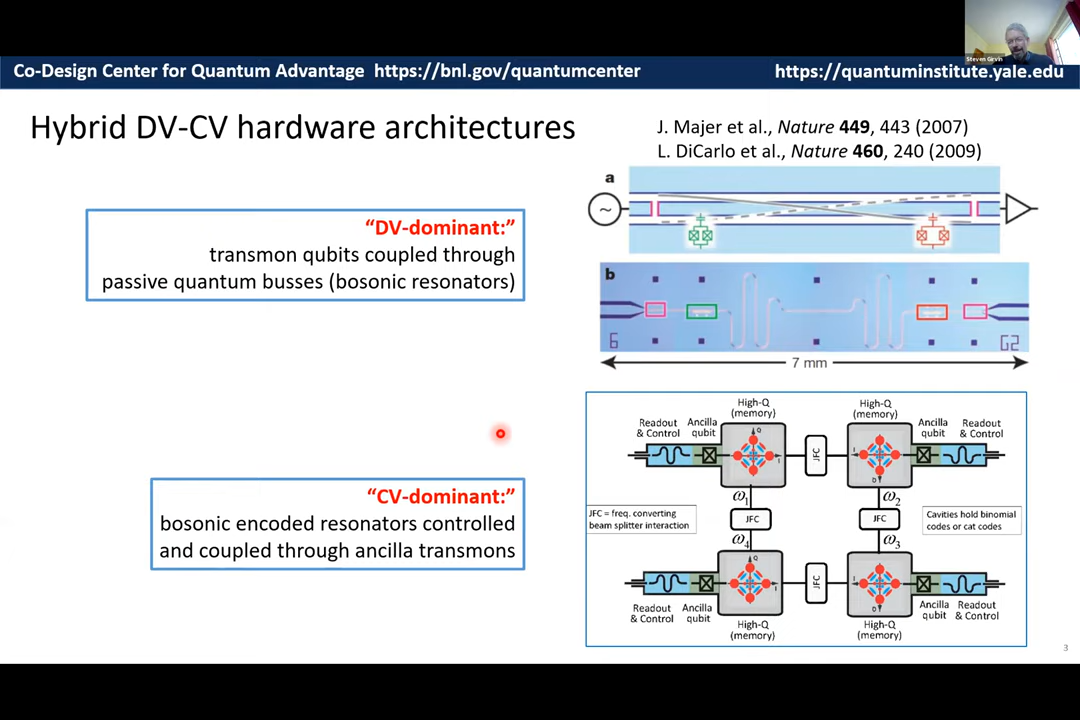 Steven Girvin
Co-Design Center for Quantum Advantage https://bnl.gov/quantumcenter
https://quantuminstitute.yale.edu
Hybrid DV-CV hardware architectures
J. Majer et al., Nature 449, 443 (2007)
L. DiCarlo et al., Nature 460, 240 (2009)
“DV-dominant:”
transmon qubits coupled through
passive quantum busses (bosonic resonators)
a
~
b
6
G2
7 mm
“CV-dominant:”
bosonic encoded resonators controlled
and coupled through ancilla transmons
High-Q
(memory)
High-Q
(memory)
Readout
& Control
Ancilla
qubit
Ancilla
qubit
Readout
& Control
Q
I
JFC
I
Q
ω1
ω2
JFC = freq. converting
beam splitter interaction
JFC
JFC
Cavities hold binomial
codes or cat codes
ω4
ω3
Q
I
JFC
I
Q
Readout
& Control
Ancilla
qubit
Ancilla
qubit
Readout
& Control
High-Q
(memory)
High-Q
(memory)
3